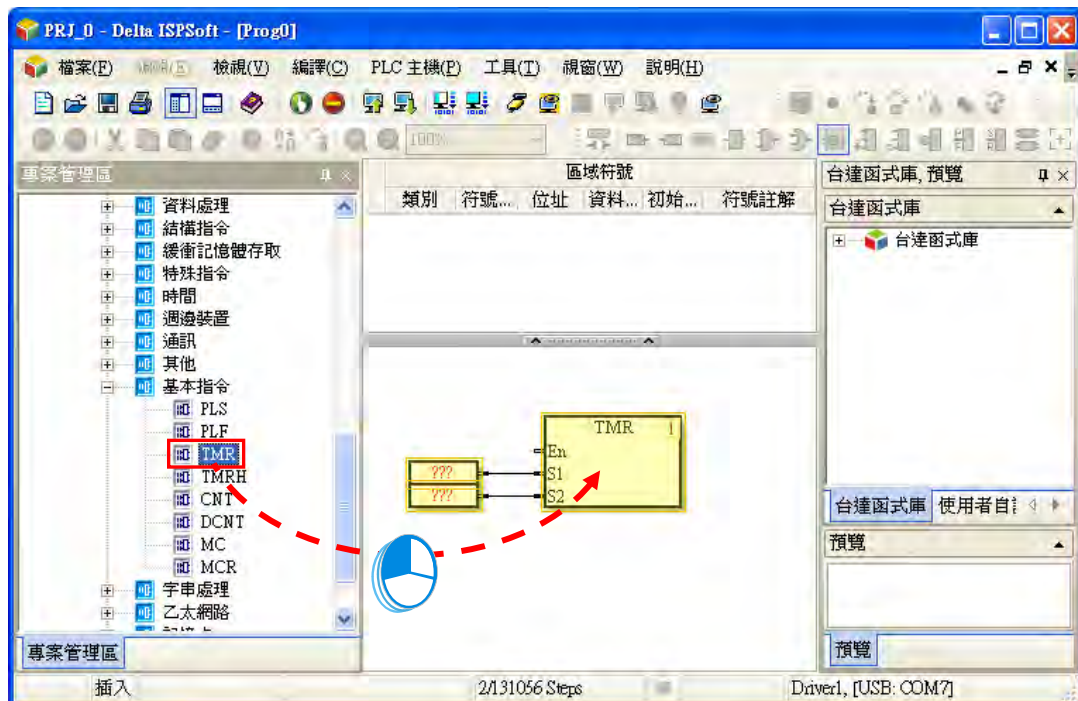 PRJ_0 - Delta ISPSoft - [Prog0]
檔案(F) 編輯(E) 檢視(V) 編譯(C) PLC 主機(P) 工具(T) 視窗(W) 說明(H)
100%
專案管理區
資料處理
結構指令
緩衝記憶體存取
特殊指令
時間
週邊裝置
通訊
其他
基本指令
PLS
PLF
TMR
TMRH
CNT
DCNT
MC
MCR
字串處理
乙太網路
專案管理區
區域符號
類別 符號... 位址 資料... 初始... 符號註解
TMR 1
En
??? S1
??? S2
台達函式庫, 預覽
台達函式庫
台達函式庫
台達函式庫 使用者自
預覽
預覽
插入 2/131056 Steps Driver1, [USB: COM7]